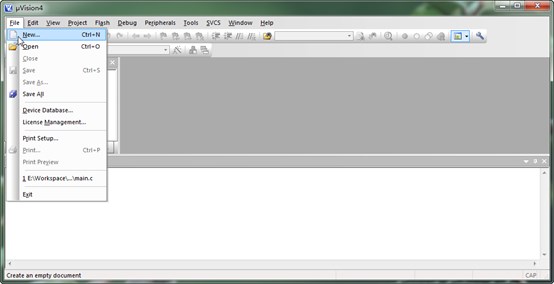 µVision4
File Edit View Project Flash Debug Peripherals Tools SVCS Window Help
New... Ctrl+N
Open Ctrl+O
Close
Save Ctrl+S
Save As...
Save All
Device Database...
License Management...
Print Setup...
Print... Ctrl+P
Print Preview
1 E:\Workspace\...\main.c
Exit
Create an empty document
CAP